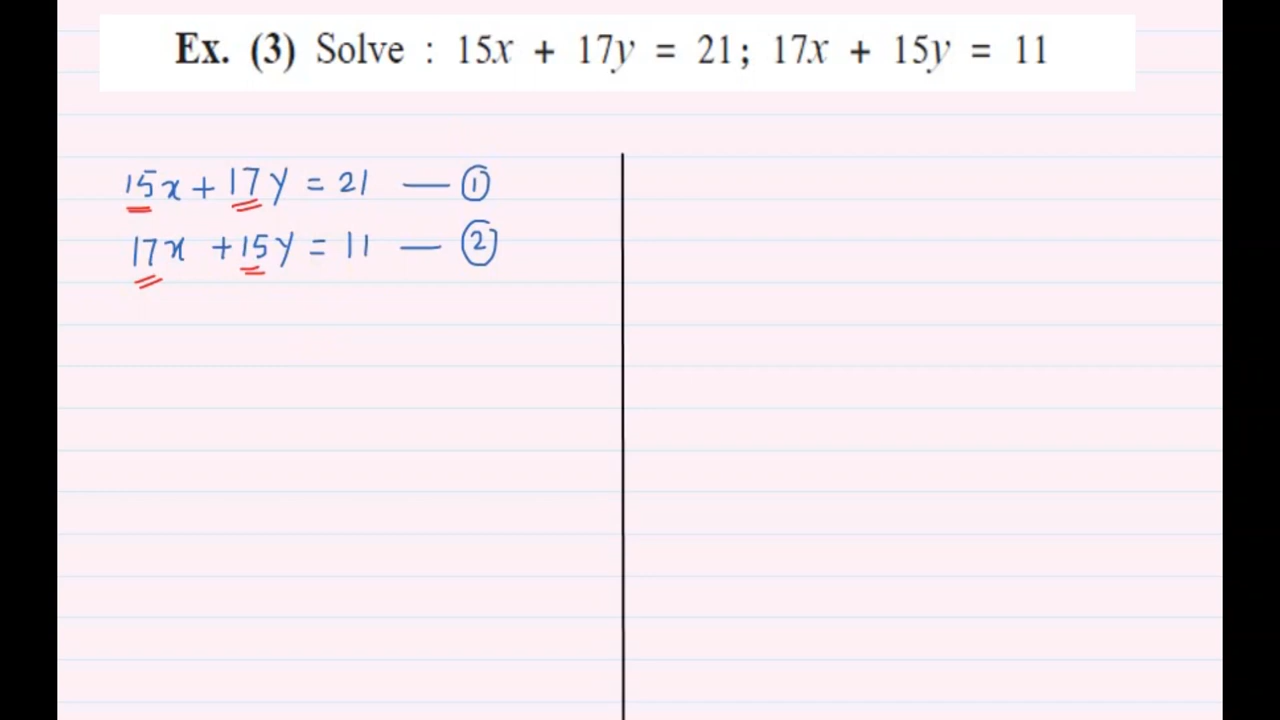 Ex. (3) Solve : 15x + 17y = 21; 17x + 15y = 11
15x + 17y = 21 — ①
17x + 15y = 11 — ②